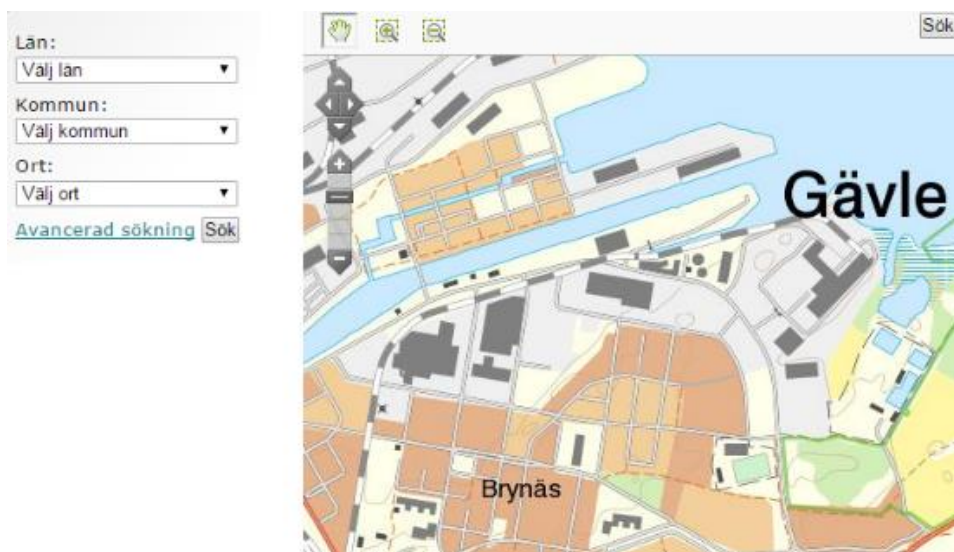 Län:
Välj län
Kommun:
Välj kommun
Ort:
Välj ort
Avancerad sökning Sök
Sök
Gävle
Brynäs